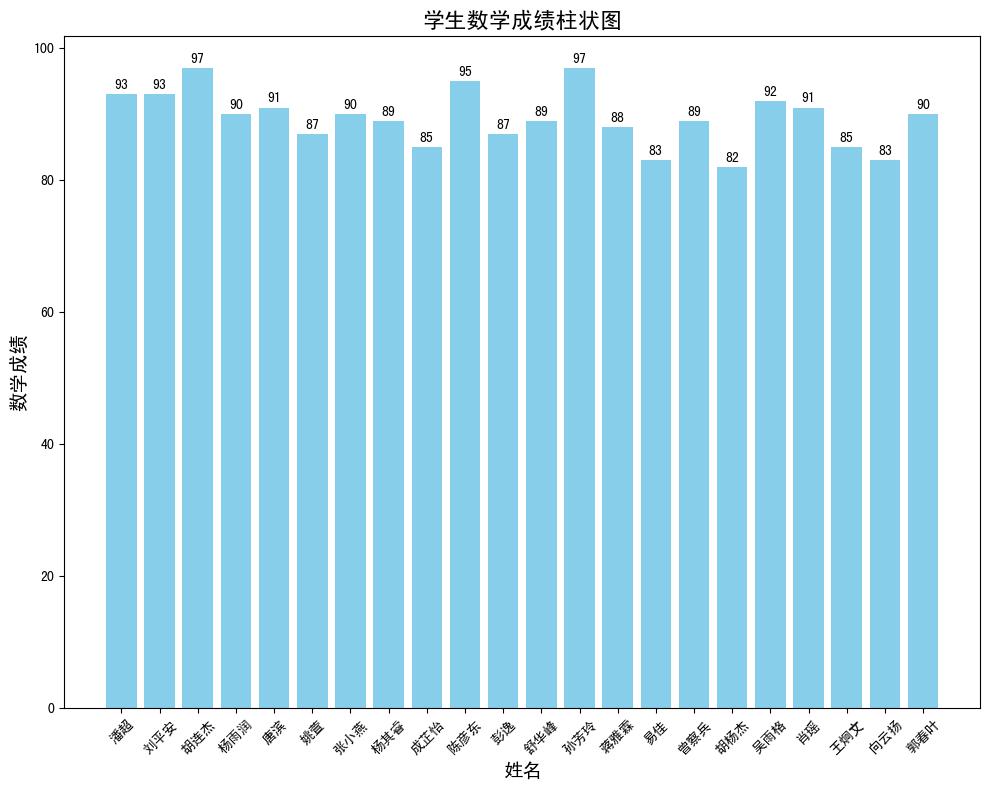 学生数学成绩柱状图
100
80
60
40
20
0
数学成绩
93 93 97 90 91 87 90 89 85 95 87 89 97 88 83 89 82 92 91 85 83 90
潘超 刘平安 胡连杰 杨雨润 唐滨 姚萱 张小燕 杨其睿 成芷怡 陈彦东 彭逸 舒华峰 孙芳玲 蒋雅霖 易佳 曾察兵 胡杨杰 吴雨格 肖瑶 王炯文 向云扬 郭春叶
姓名